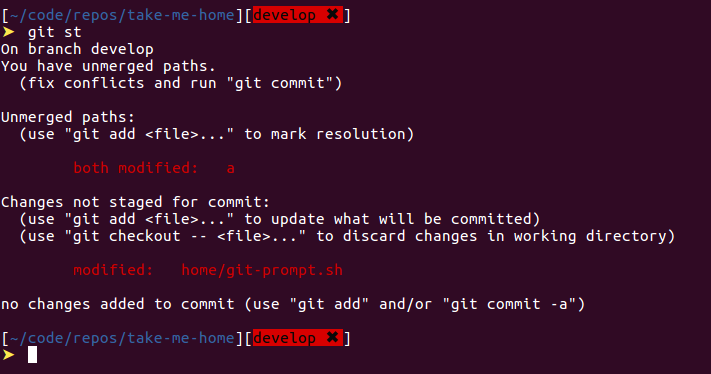 [~/code/repos/take-me-home][develop ✖]
➤ git st
On branch develop
You have unmerged paths.
  (fix conflicts and run "git commit")
Unmerged paths:
  (use "git add <file>..." to mark resolution)
        both modified:   a
Changes not staged for commit:
  (use "git add <file>..." to update what will be committed)
  (use "git checkout -- <file>..." to discard changes in working directory)
        modified:   home/git-prompt.sh
no changes added to commit (use "git add" and/or "git commit -a")
[~/code/repos/take-me-home][develop ✖]
➤